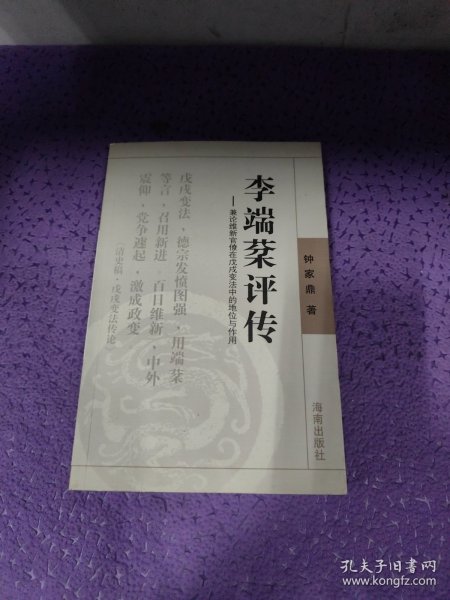 李端棻评传
——兼论维新官僚在戊戌变法中的地位与作用
钟家鼎 著
海南出版社
戊戌变法，德宗发愤图强，用端棻
等言，召用新进，百日维新，中外
震仰，党争遽起，激成政变
（清史稿·戊戌变法传论）
孔夫子旧书网
www.kongfz.com